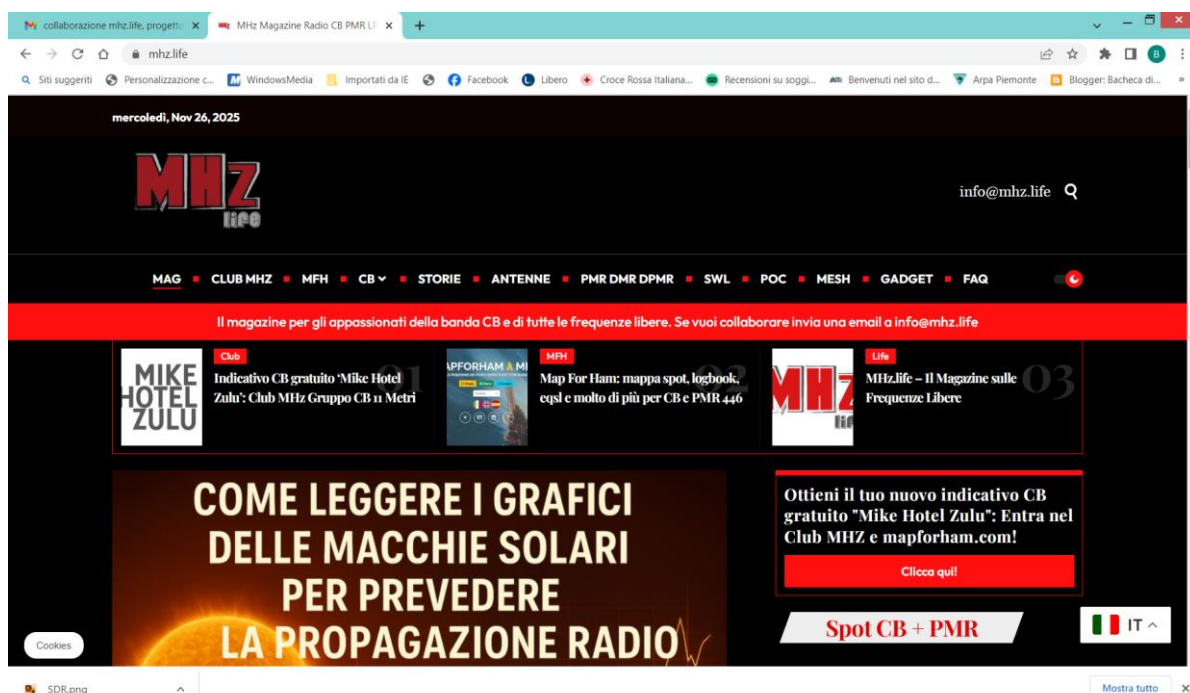 collaborazione mhz.life, progetto
MHz Magazine Radio CB PMR LP
mhz.life
B
Siti suggeriti
Personalizzazione c...
WindowsMedia
Importati da IE
Facebook
Libero
Croce Rossa Italiana...
Recensioni su soggi...
Benvenuti nel sito d...
Arpa Piemonte
Blogger: Bacheca di...
»
mercoledì, Nov 26, 2025
MHz
life
info@mhz.life
MAG CLUB MHZ MFH CB STORIE ANTENNE PMR DMR DPMR SWL POC MESH GADGET FAQ
Il magazine per gli appassionati della banda CB e di tutte le frequenze libere. Se vuoi collaborare invia una email a info@mhz.life
MIKE
HOTEL
ZULU
Club
Indicativo CB gratuito ‘Mike Hotel
Zulu’: Club MHz Gruppo CB 11 Metri
01
MFH
Map For Ham: mappa spot, logbook,
eqsl e molto di più per CB e PMR 446
02
MHz
Life
MHz.life – Il Magazine sulle
Frequenze Libere
03
COME LEGGERE I GRAFICI
DELLE MACCHIE SOLARI
PER PREVEDERE
LA PROPAGAZIONE RADIO
Ottieni il tuo nuovo indicativo CB
gratuito "Mike Hotel Zulu": Entra nel
Club MHZ e mapforham.com!
Clicca qui!
Spot CB + PMR
IT
Cookies
SDR.png
Mostra tutto